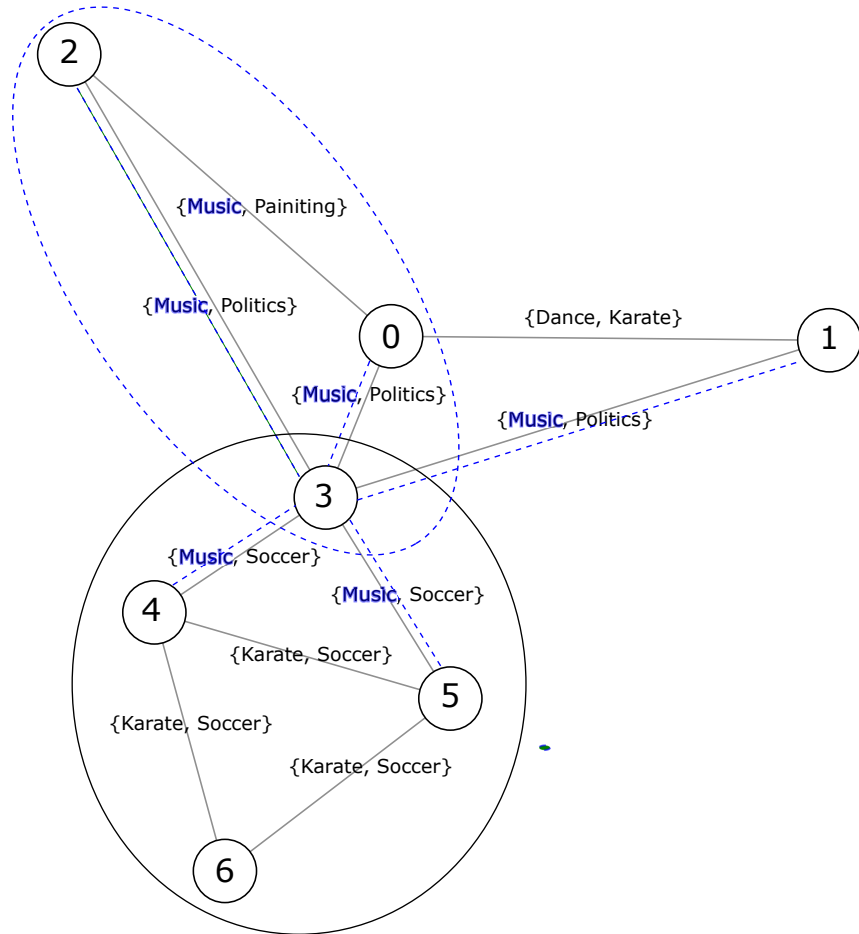 2
{Music, Painiting}
{Music, Politics}
{Dance, Karate}
0
1
{Music, Politics}
{Music, Politics}
3
{Music, Soccer}
{Music, Soccer}
4
{Karate, Soccer}
5
{Karate, Soccer}
{Karate, Soccer}
6